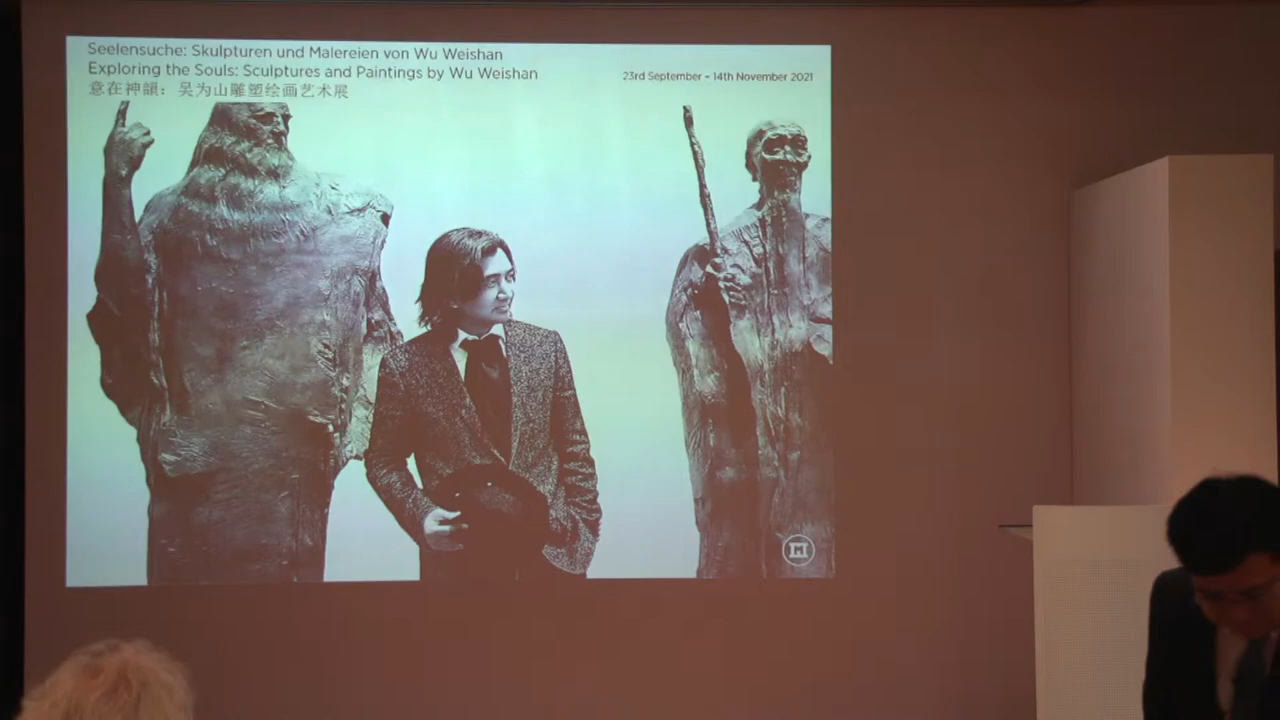 Seelensuche: Skulpturen und Malereien von Wu Weishan
Exploring the Souls: Sculptures and Paintings by Wu Weishan
23rd September – 14th November 2021
意在神韻：吴为山雕塑绘画艺术展